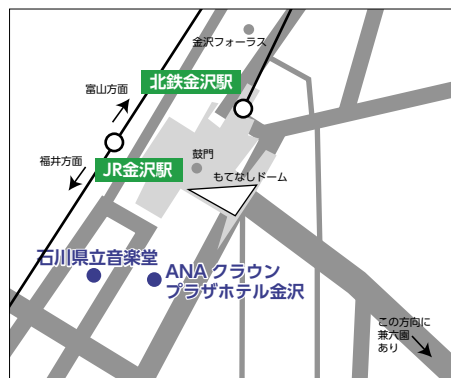 金沢フォーラス
北鉄金沢駅
富山方面
福井方面
JR金沢駅
鼓門
もてなしドーム
石川県立音楽堂
ANA クラウン
プラザホテル金沢
この方向に
兼六園
あり